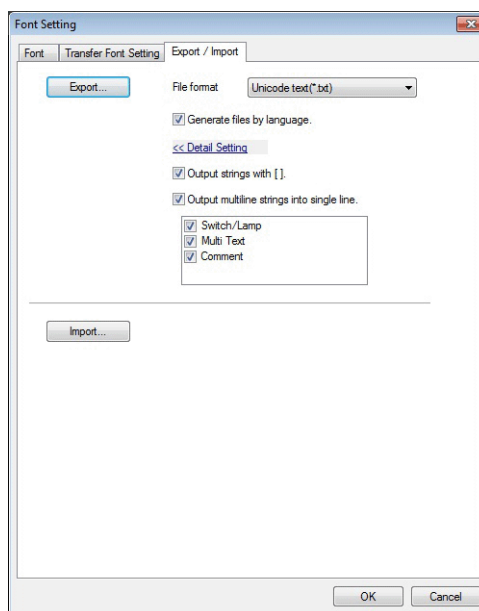 Font Setting
Font Transfer Font Setting Export / Import
Export... File format Unicode text(*.txt)
Generate files by language.
<< Detail Setting
Output strings with [ ].
Output multiline strings into single line.
Switch/Lamp
Multi Text
Comment
Import...
OK Cancel